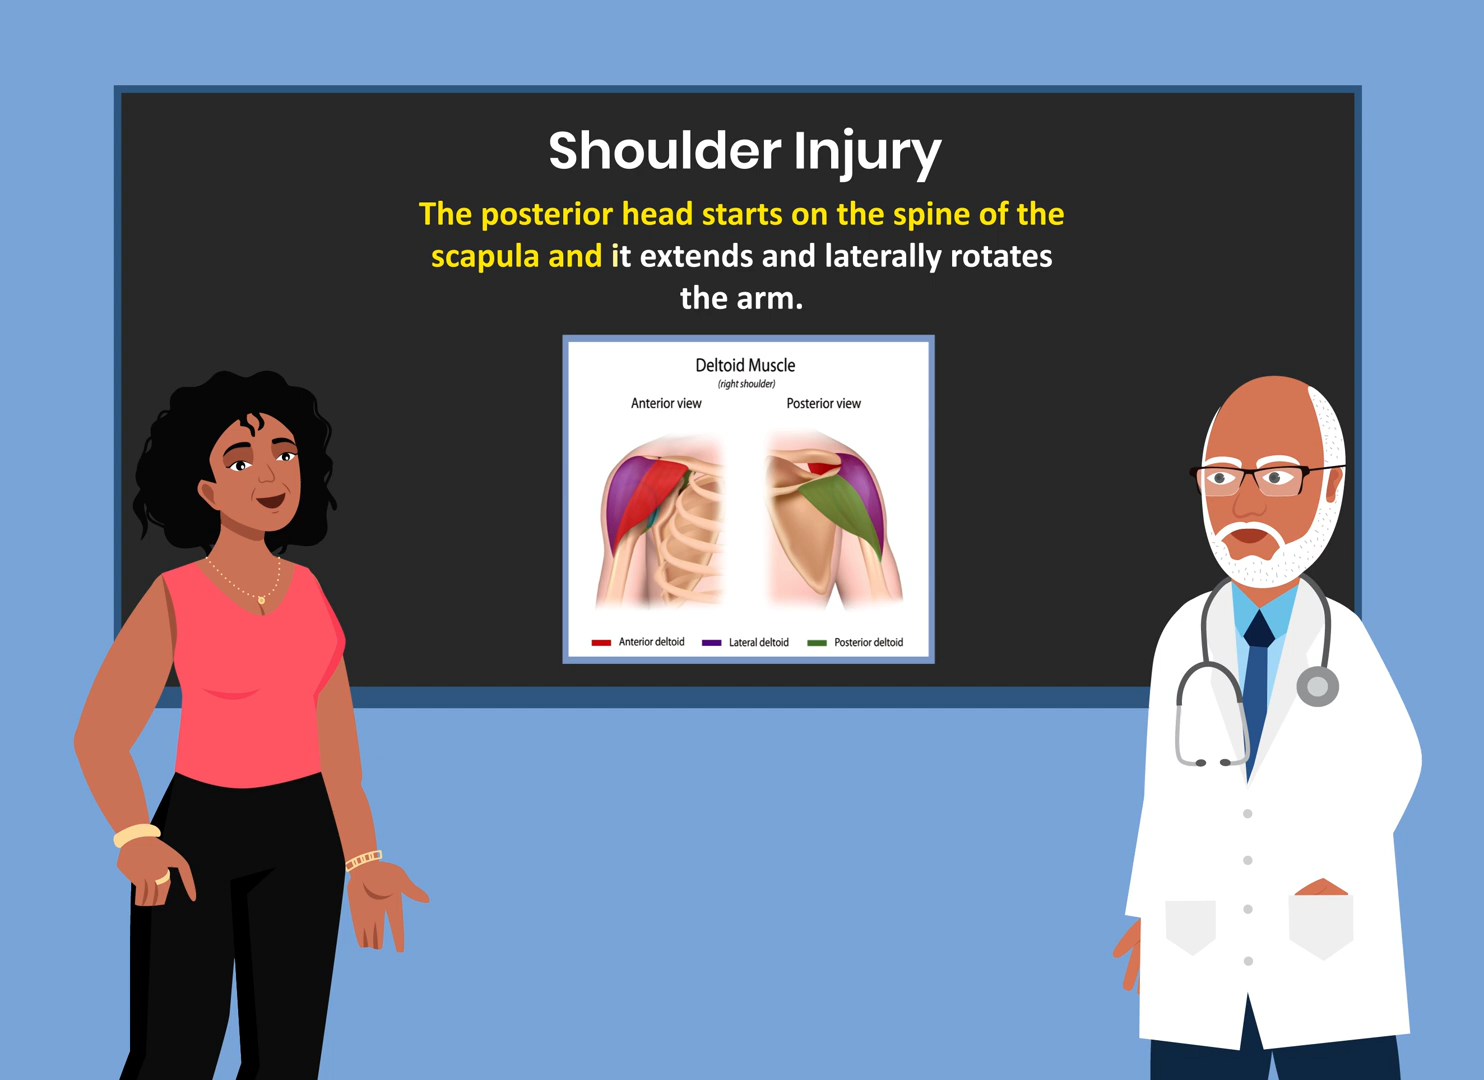 Shoulder Injury
The posterior head starts on the spine of the
scapula and it extends and laterally rotates
the arm.
Deltoid Muscle
(right shoulder)
Anterior view
Posterior view
Anterior deltoid
Lateral deltoid
Posterior deltoid